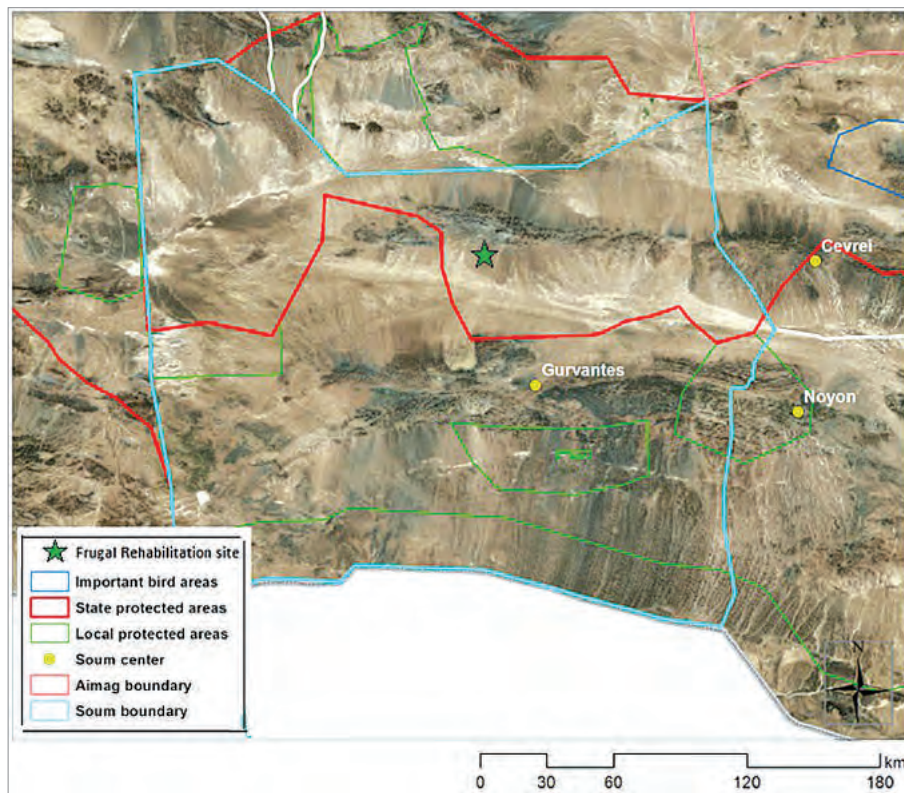 Cevrei
Gurvantes
Noyon
Frugal Rehabilitation site
Important bird areas
State protected areas
Local protected areas
Soum center
Aimag boundary
Soum boundary
N
km
0 30 60 120 180